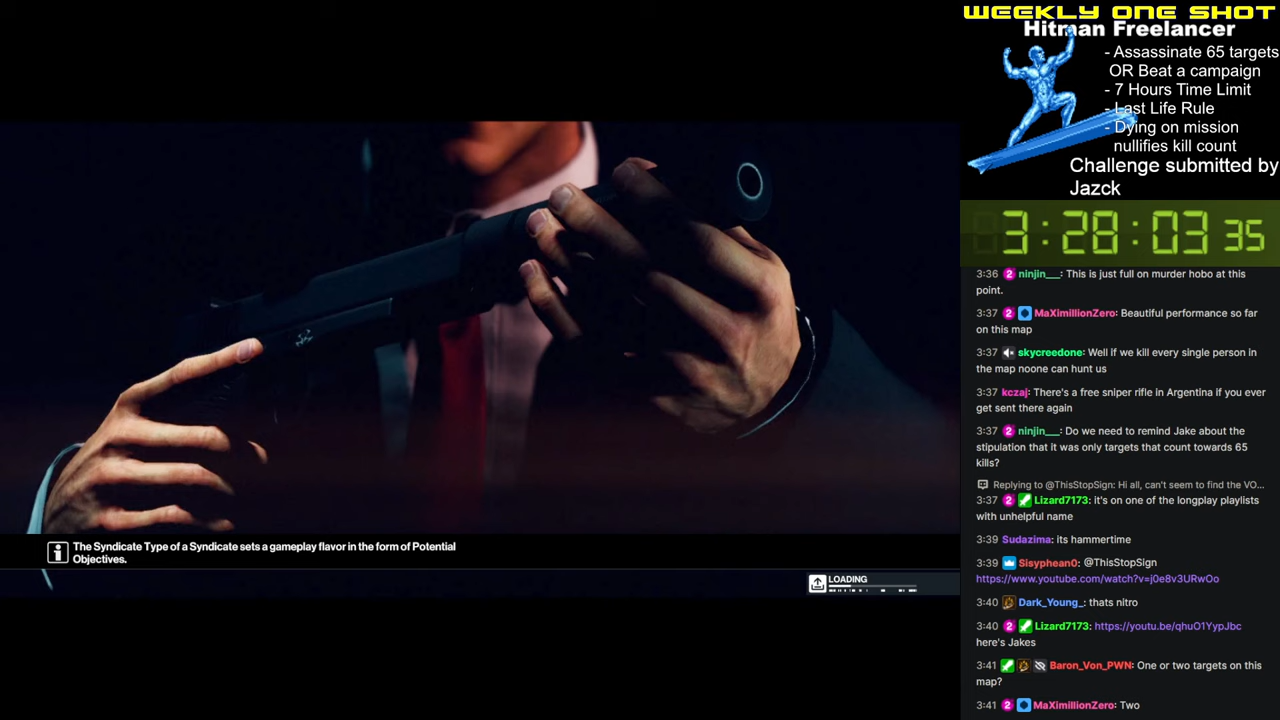 WEEKLY ONE SHOT
Hitman Freelancer
- Assassinate 65 targets
OR Beat a campaign
- 7 Hours Time Limit
- Last Life Rule
- Dying on mission
nullifies kill count
Challenge submitted by
Jazck
3:28:03 35
3:36 2 ninjin___: This is just full on murder hobo at this
point.
3:37 2 MaXimillionZero: Beautiful performance so far
on this map
3:37 skycreedone: Well if we kill every single person in
the map noone can hunt us
3:37 kczaj: There's a free sniper rifle in Argentina if you ever
get sent there again
3:37 2 ninjin___: Do we need to remind Jake about the
stipulation that it was only targets that count towards 65
kills?
Replying to @ThisStopSign: Hi all, can't seem to find the VO...
3:37 2 Lizard7173: it's on one of the longplay playlists
with unhelpful name
3:39 Sudazima: its hammertime
3:39 Sisyphean0: @ThisStopSign
https://www.youtube.com/watch?v=j0e8v3URwOo
3:40 Dark_Young_: thats nitro
3:40 2 Lizard7173: https://youtu.be/qhuO1YypJbc
here's Jakes
3:41 Baron_Von_PWN: One or two targets on this
map?
3:41 2 MaXimillionZero: Two
The Syndicate Type of a Syndicate sets a gameplay flavor in the form of Potential
Objectives.
LOADING